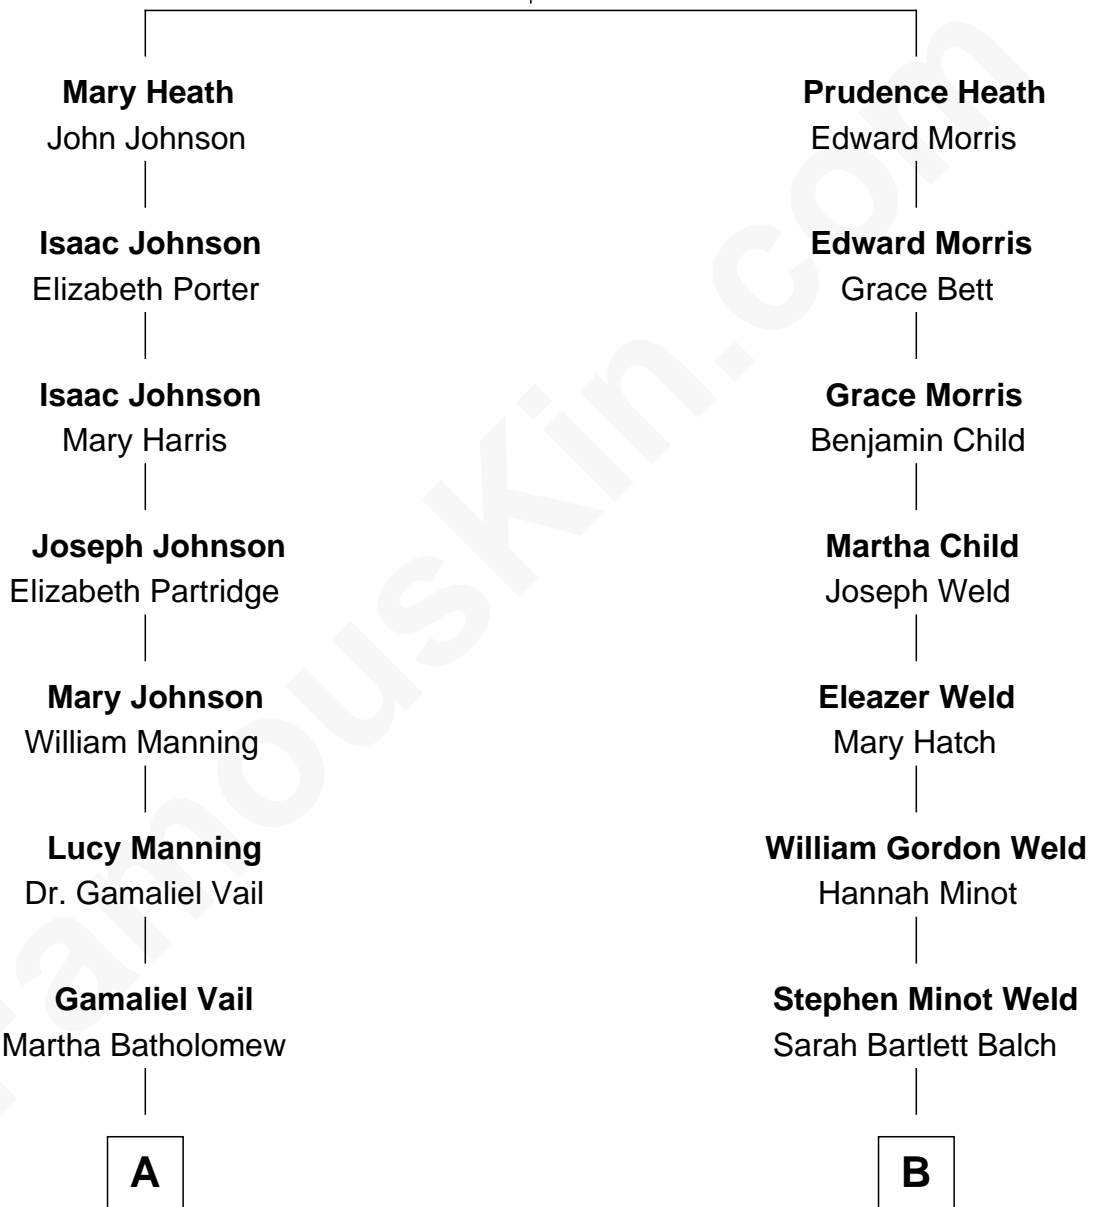 Mary Heath
John Johnson
Isaac Johnson
Elizabeth Porter
Isaac Johnson
Mary Harris
Joseph Johnson
Elizabeth Partridge
Mary Johnson
William Manning
Lucy Manning
Dr. Gamaliel Vail
Gamaliel Vail
Martha Batholomew
A
Prudence Heath
Edward Morris
Edward Morris
Grace Bett
Grace Morris
Benjamin Child
Martha Child
Joseph Weld
Eleazer Weld
Mary Hatch
William Gordon Weld
Hannah Minot
Stephen Minot Weld
Sarah Bartlett Balch
B
FamousKin.com